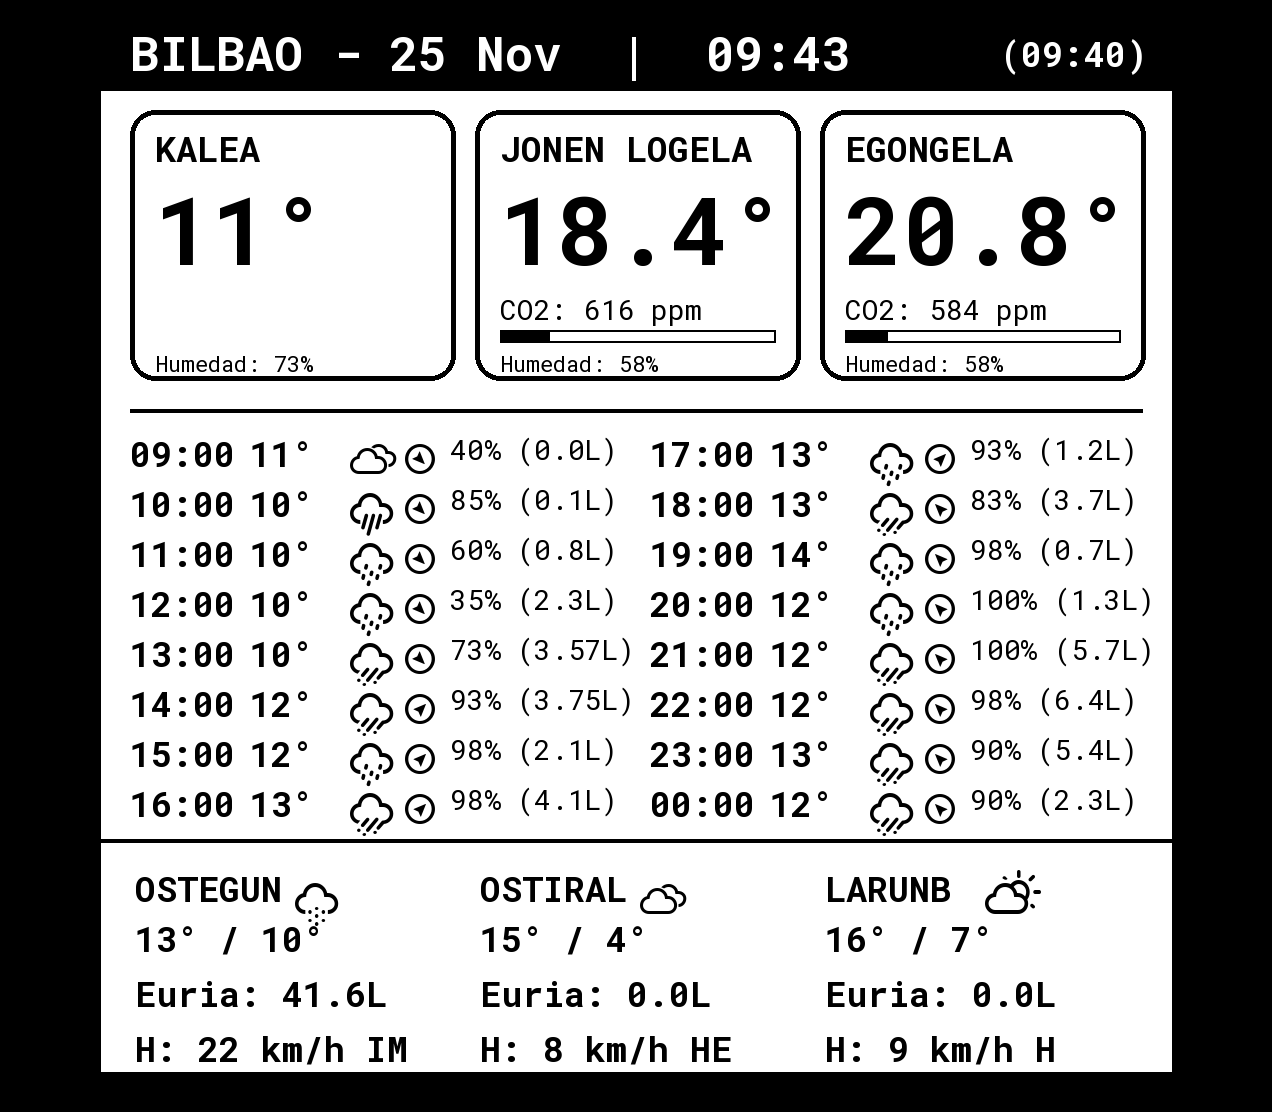 BILBAO - 25 Nov | 09:43 (09:40)
KALEA
11°
Humedad: 73%
JONEN LOGELA
18.4°
CO2: 616 ppm
Humedad: 58%
EGONGELA
20.8°
CO2: 584 ppm
Humedad: 58%
09:00 11° 40% (0.0L)
10:00 10° 85% (0.1L)
11:00 10° 60% (0.8L)
12:00 10° 35% (2.3L)
13:00 10° 73% (3.57L)
14:00 12° 93% (3.75L)
15:00 12° 98% (2.1L)
16:00 13° 98% (4.1L)
17:00 13° 93% (1.2L)
18:00 13° 83% (3.7L)
19:00 14° 98% (0.7L)
20:00 12° 100% (1.3L)
21:00 12° 100% (5.7L)
22:00 12° 98% (6.4L)
23:00 13° 90% (5.4L)
00:00 12° 90% (2.3L)
OSTEGUN
13° / 10°
Euria: 41.6L
H: 22 km/h IM
OSTIRAL
15° / 4°
Euria: 0.0L
H: 8 km/h HE
LARUNB
16° / 7°
Euria: 0.0L
H: 9 km/h H